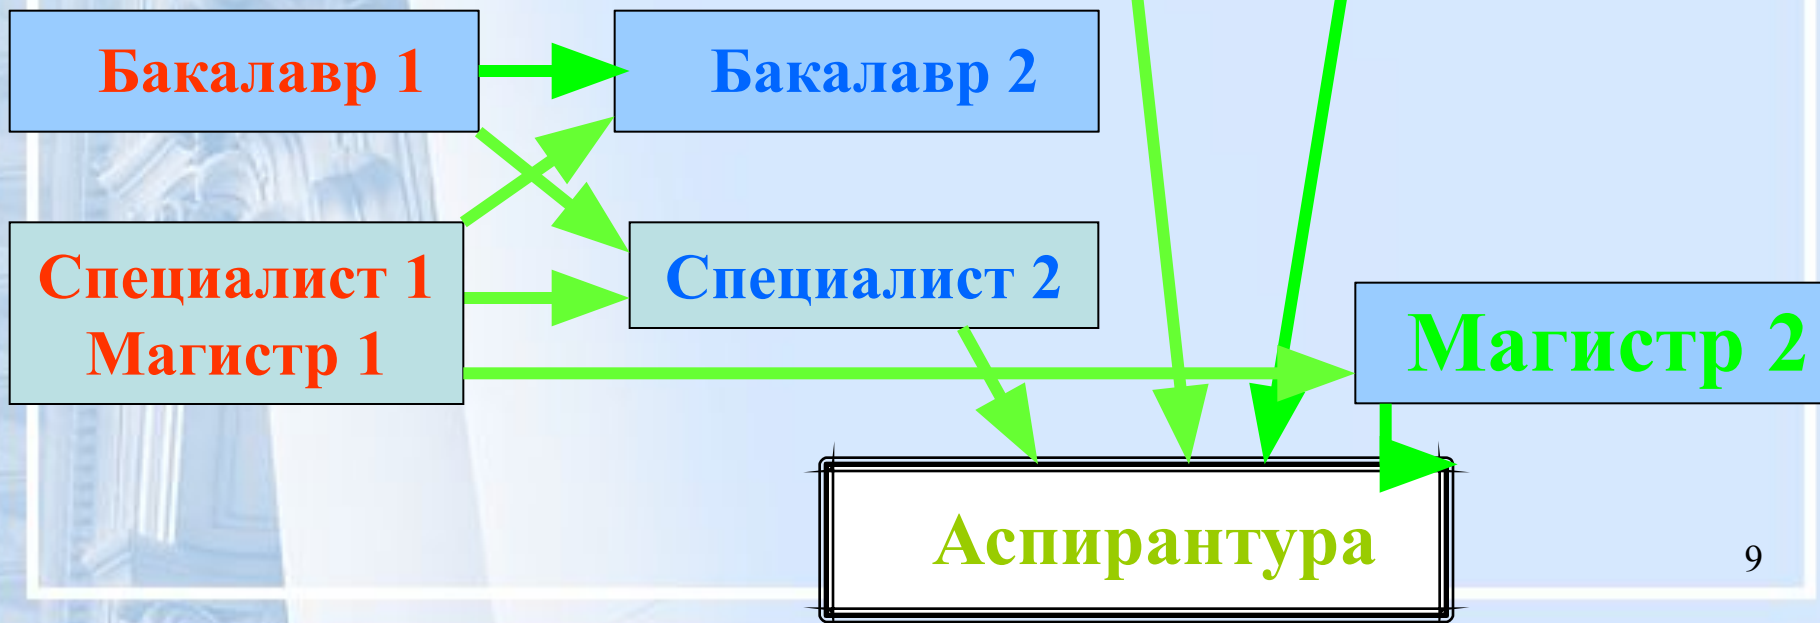 Бакалавр 1
Бакалавр 2
Специалист 1
Магистр 1
Специалист 2
Магистр 2
Аспирантура
9